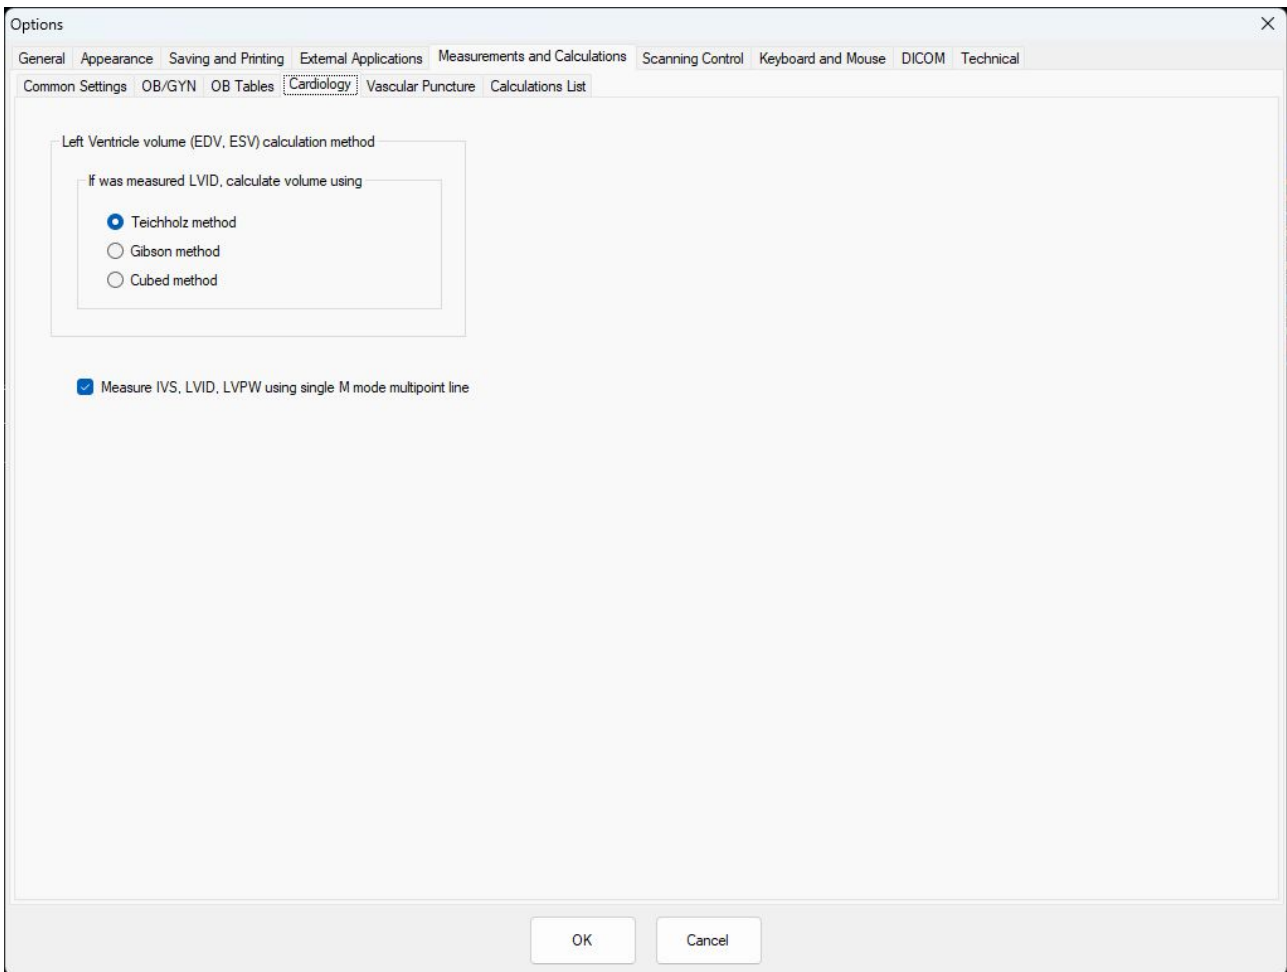 Options
General Appearance Saving and Printing External Applications Measurements and Calculations Scanning Control Keyboard and Mouse DICOM Technical
Common Settings OB/GYN OB Tables Cardiology Vascular Puncture Calculations List
Left Ventricle volume (EDV, ESV) calculation method
If was measured LVID, calculate volume using
Teichholz method
Gibson method
Cubed method
Measure IVS, LVID, LVPW using single M mode multipoint line
OK Cancel